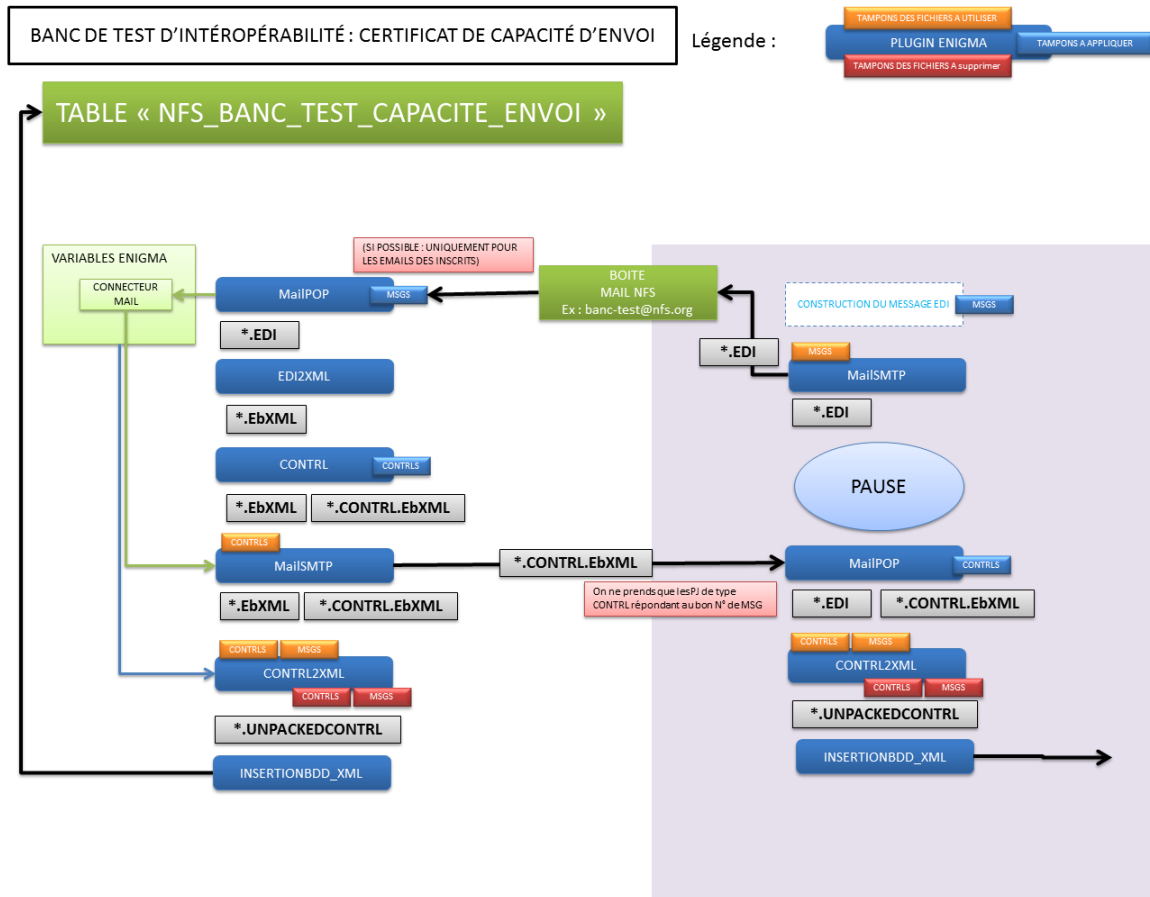 BANC DE TEST D'INTÉROPÉRABILITÉ : CERTIFICAT DE CAPACITÉ D'ENVOI
Légende :
TAMPONS DES FICHIERS A UTILISER
PLUGIN ENIGMA
TAMPONS A APPLIQUER
TAMPONS DES FICHIERS A supprimer
TABLE « NFS_BANC_TEST_CAPACITE_ENVOI »
VARIABLES ENIGMA
CONNECTEUR
MAIL
(SI POSSIBLE : UNIQUEMENT POUR
LES EMAILS DES INSCRITS)
MailPOP
MSGS
*.EDI
EDI2XML
*.EbXML
CONTRL
CONTRLS
*.EbXML
*.CONTRL.EbXML
CONTRLS
MailSMTP
*.EbXML
*.CONTRL.EbXML
CONTRLS
MSGS
CONTRL2XML
CONTRLS
MSGS
*.UNPACKEDCONTRL
INSERTIONBDD_XML
BOITE
MAIL NFS
Ex : banc-test@nfs.org
*.CONTRL.EbXML
On ne prends que les PJ de type
CONTRL répondant au bon N° de MSG
CONSTRUCTION DU MESSAGE EDI
MSGS
*.EDI
MSGS
MailSMTP
*.EDI
PAUSE
MailPOP
CONTRLS
*.EDI
*.CONTRL.EbXML
CONTRLS
MSGS
CONTRL2XML
CONTRLS
MSGS
*.UNPACKEDCONTRL
INSERTIONBDD_XML